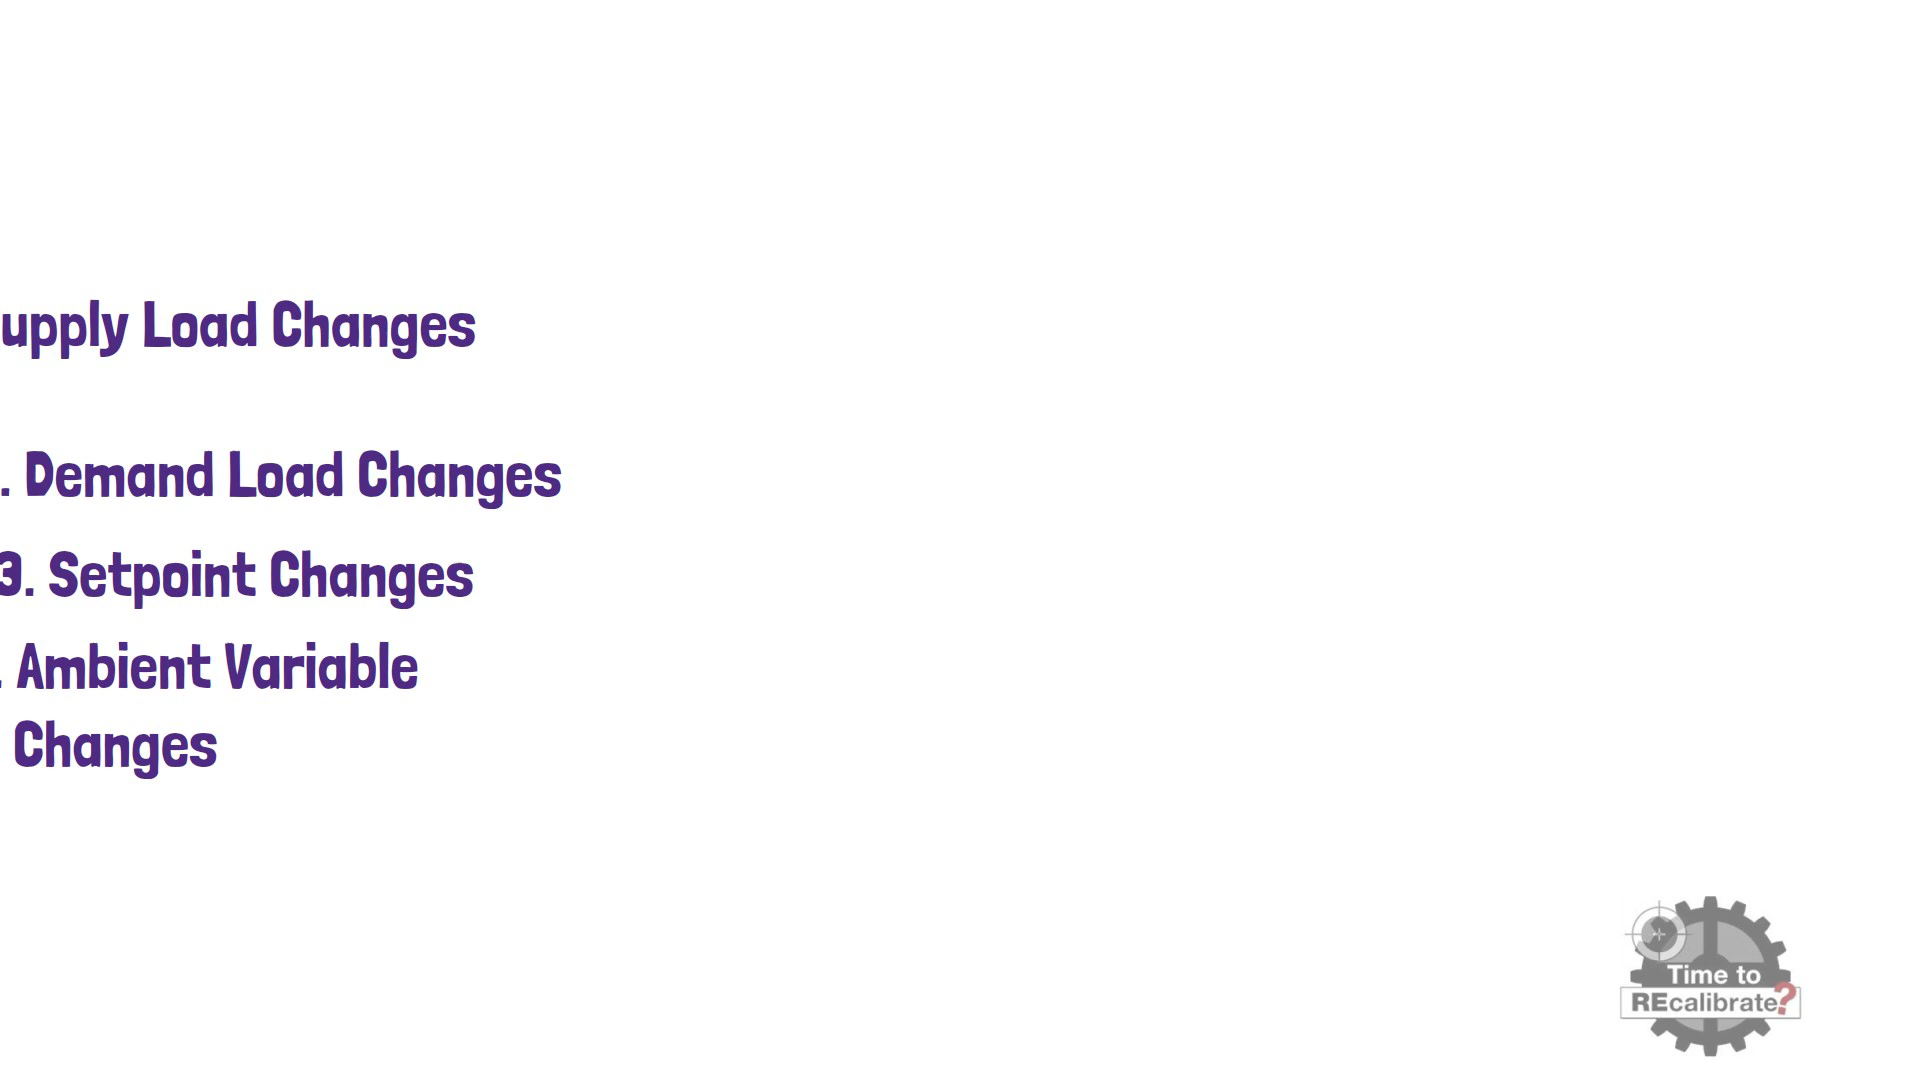 upply Load Changes
. Demand Load Changes
3. Setpoint Changes
. Ambient Variable
Changes
Time to
REcalibrate?